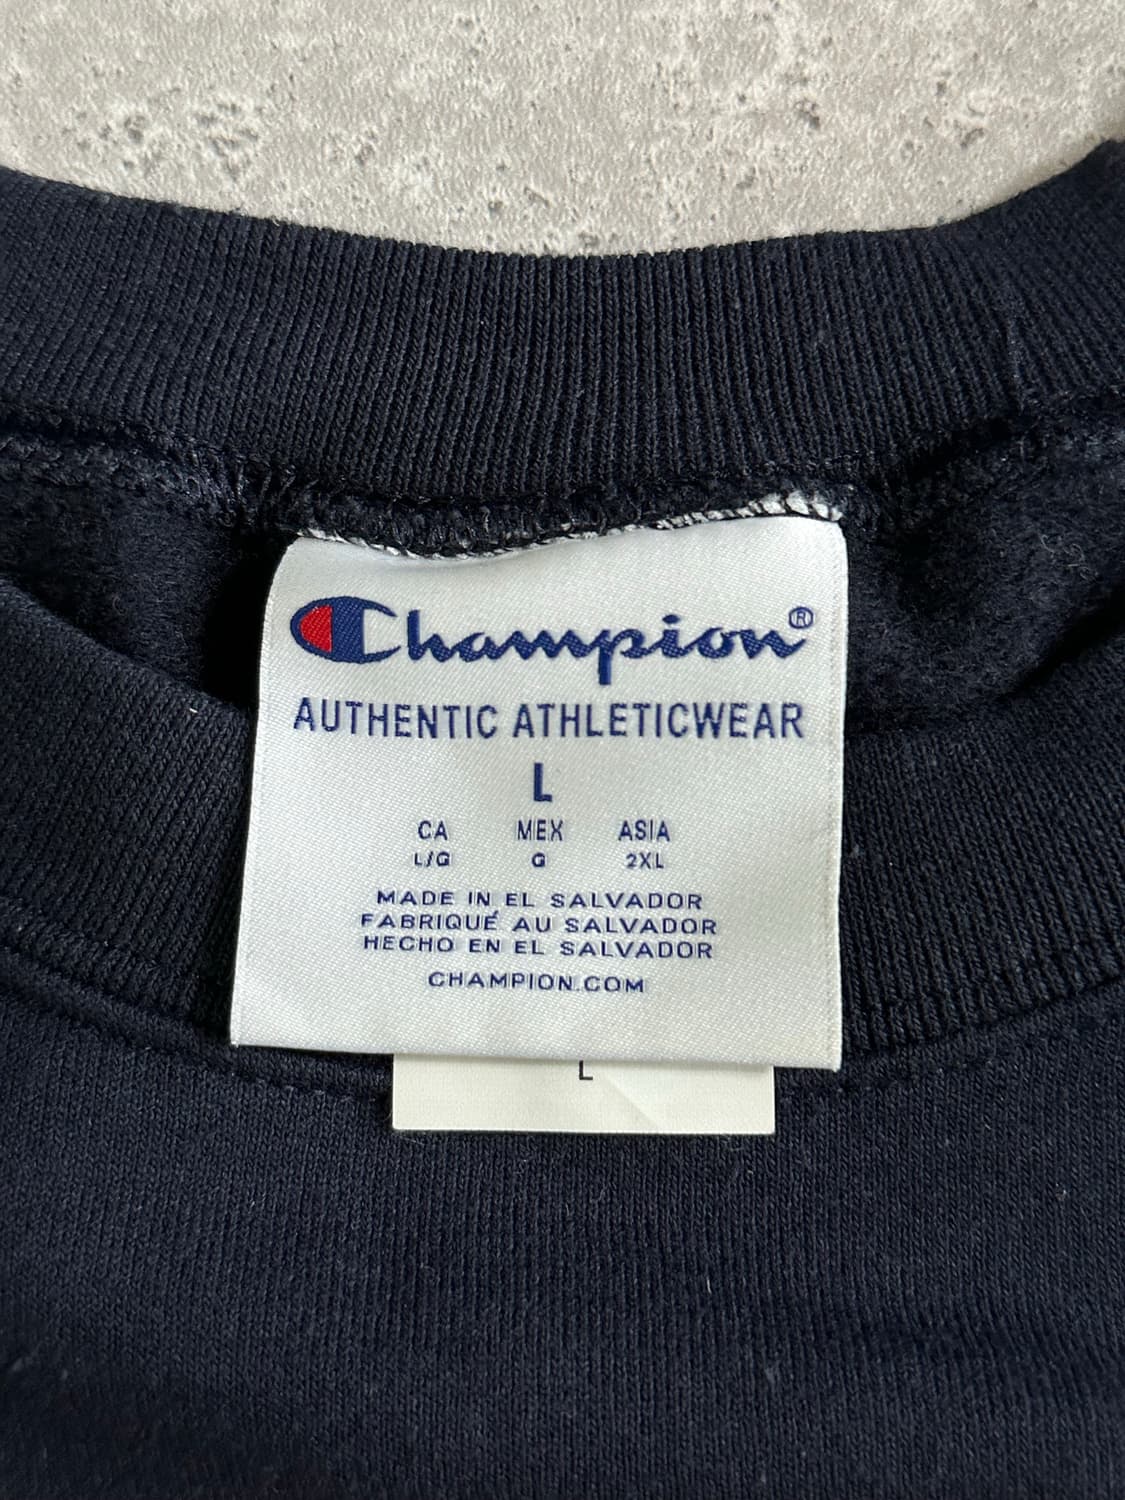 Champion®
AUTHENTIC ATHLETICWEAR
L
CA MEX ASIA
L/G G 2XL
MADE IN EL SALVADOR
FABRIQUÉ AU SALVADOR
HECHO EN EL SALVADOR
CHAMPION.COM
L